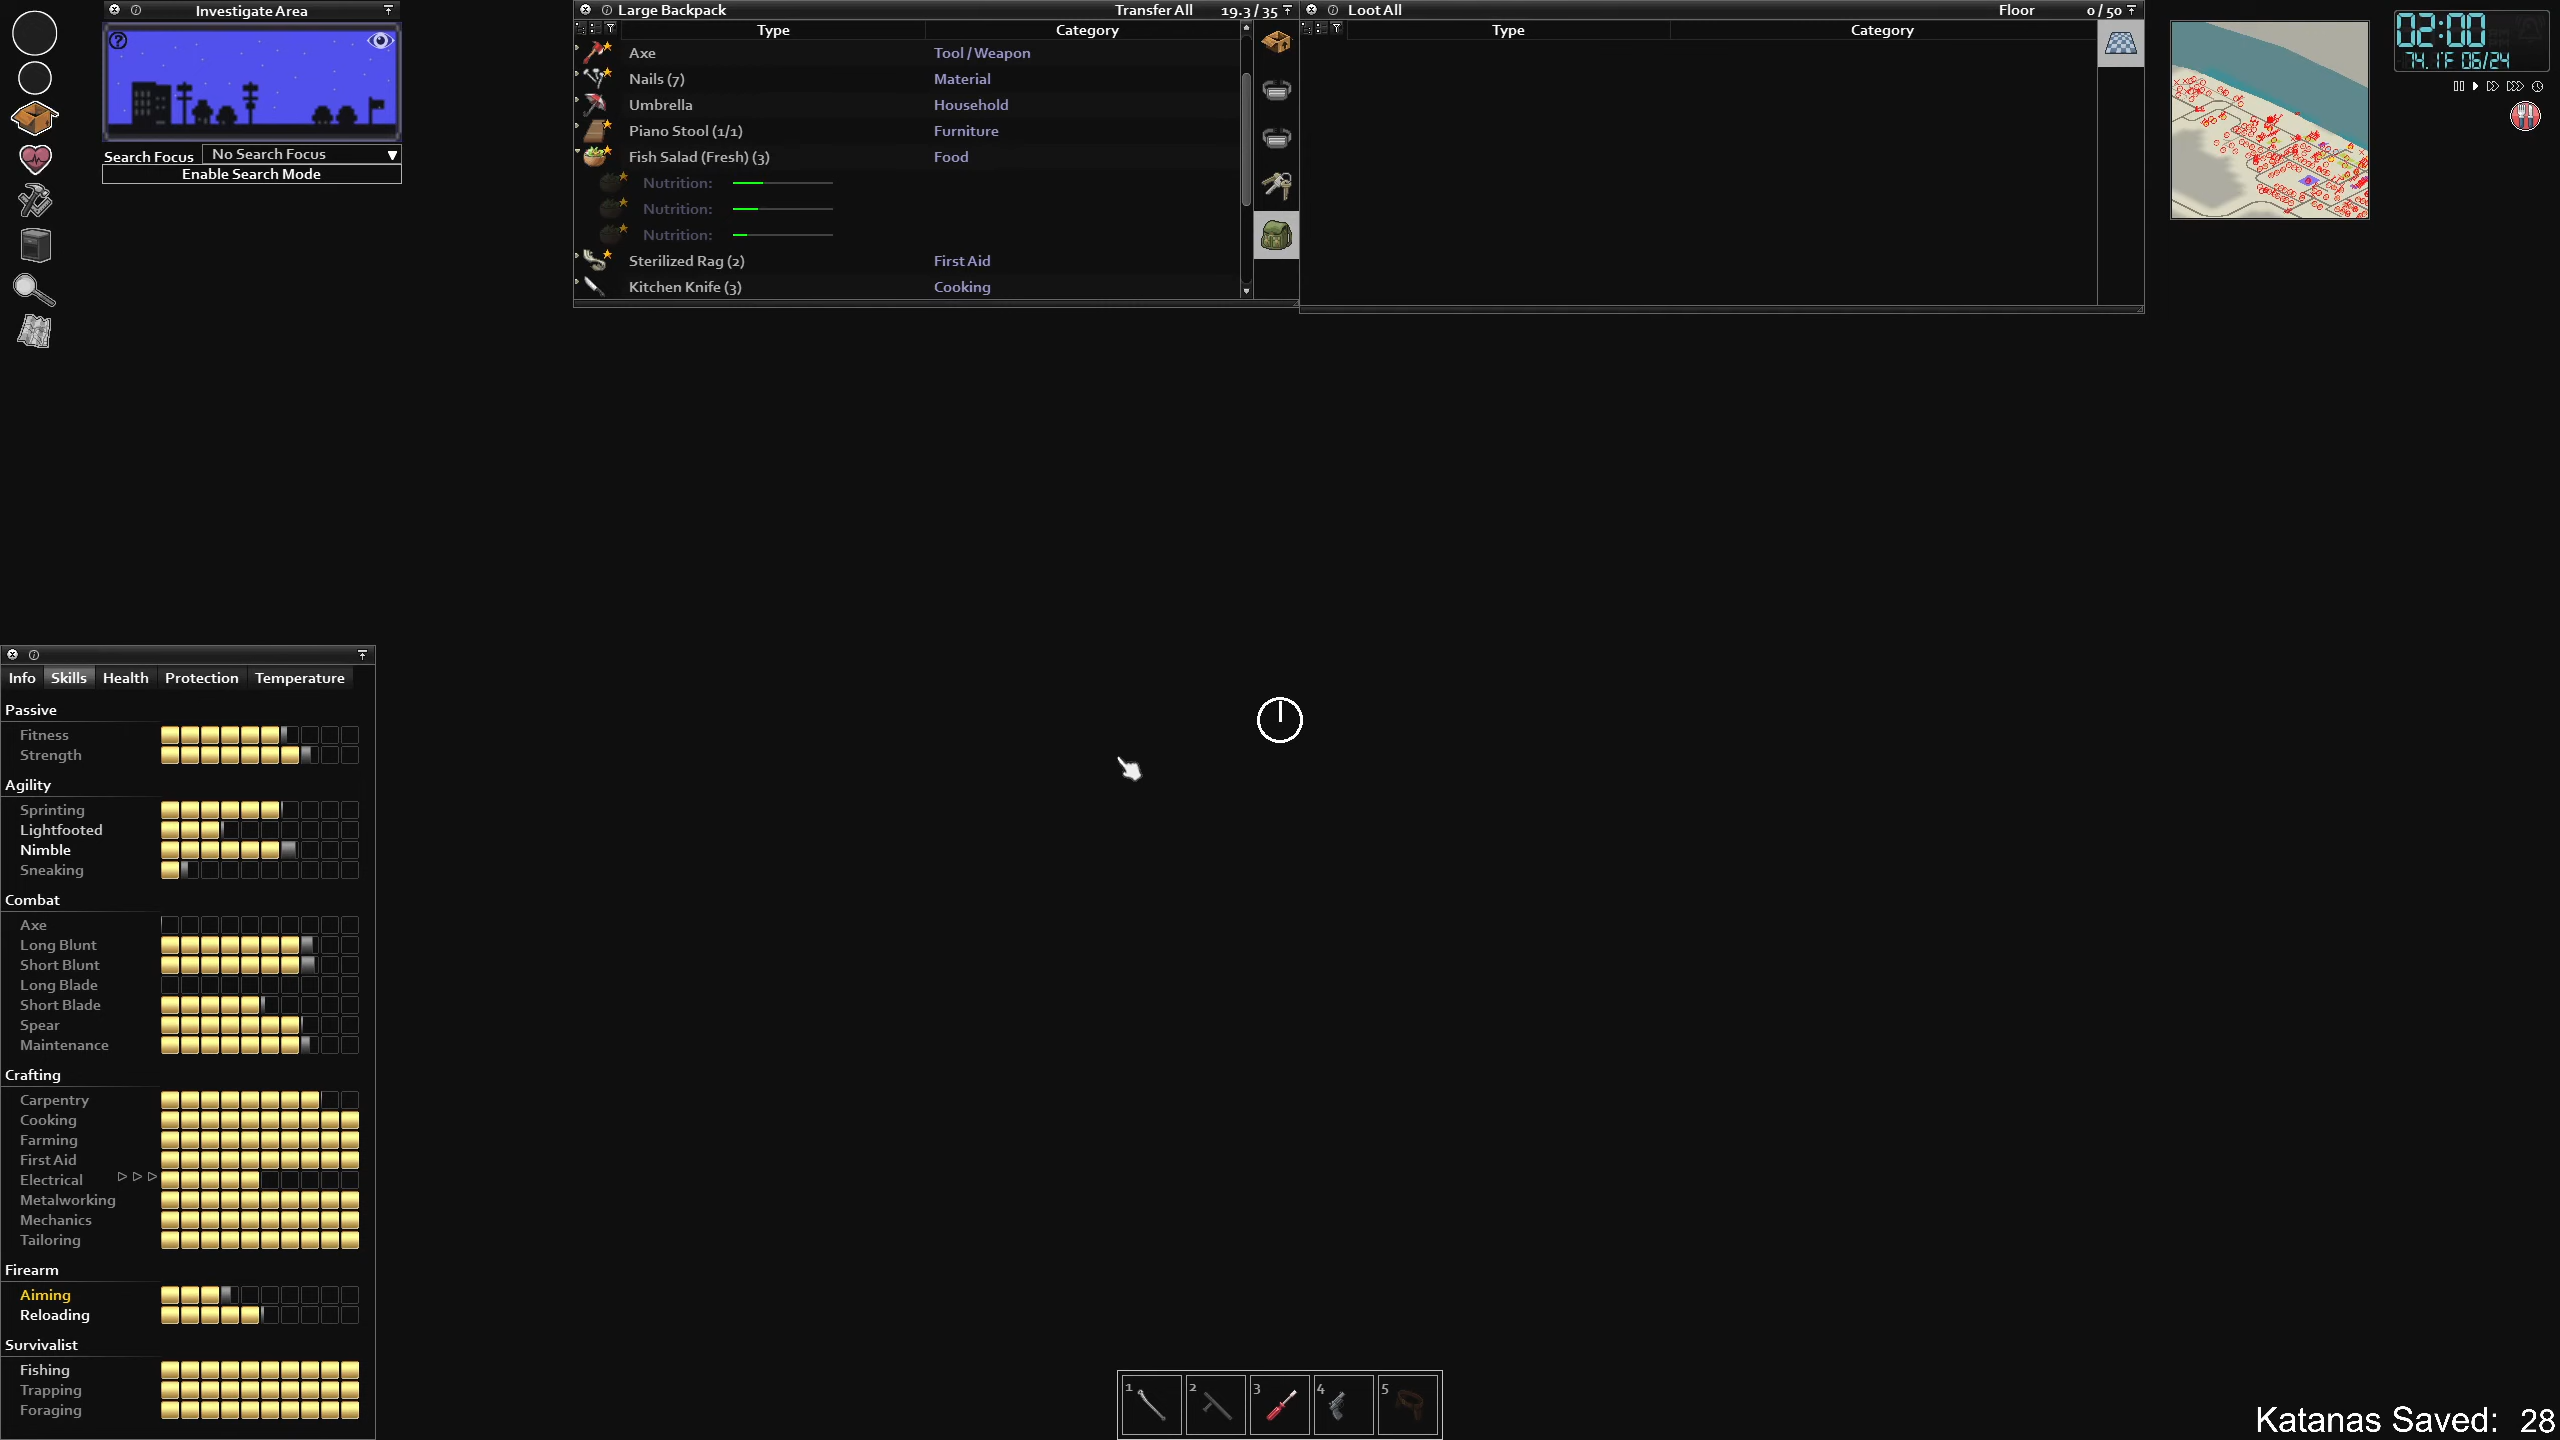 Investigate Area
Search Focus No Search Focus
Enable Search Mode
Large Backpack Transfer All 19.3 / 35
Type Category
Axe Tool / Weapon
Nails (7) Material
Umbrella Household
Piano Stool (1/1) Furniture
Fish Salad (Fresh) (3) Food
Nutrition:
Nutrition:
Nutrition:
Sterilized Rag (2) First Aid
Kitchen Knife (3) Cooking
Loot All Floor 0 / 50
Type Category
02:00
74.1°F 06/24
Info Skills Health Protection Temperature
Passive
Fitness
Strength
Agility
Sprinting
Lightfooted
Nimble
Sneaking
Combat
Axe
Long Blunt
Short Blunt
Long Blade
Short Blade
Spear
Maintenance
Crafting
Carpentry
Cooking
Farming
First Aid
Electrical
Metalworking
Mechanics
Tailoring
Firearm
Aiming
Reloading
Survivalist
Fishing
Trapping
Foraging
1 2 3 4 5
Katanas Saved: 28